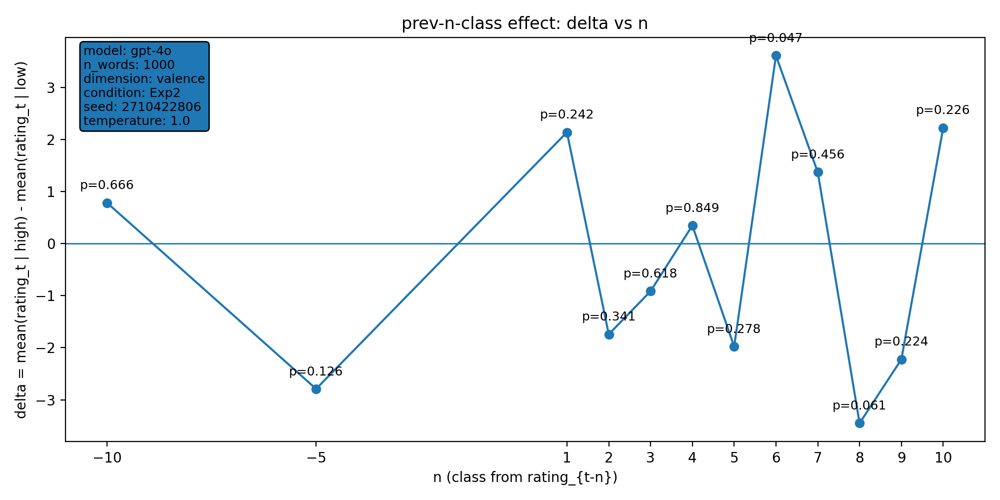 prev-n-class effect: delta vs n
model: gpt-4o
n_words: 1000
dimension: valence
condition: Exp2
seed: 2710422806
temperature: 1.0
p=0.666
p=0.126
p=0.242
p=0.341
p=0.618
p=0.849
p=0.278
p=0.047
p=0.456
p=0.061
p=0.224
p=0.226
delta = mean(rating_t | high) - mean(rating_t | low)
3
2
1
0
−1
−2
−3
−10 −5 1 2 3 4 5 6 7 8 9 10
n (class from rating_{t-n})